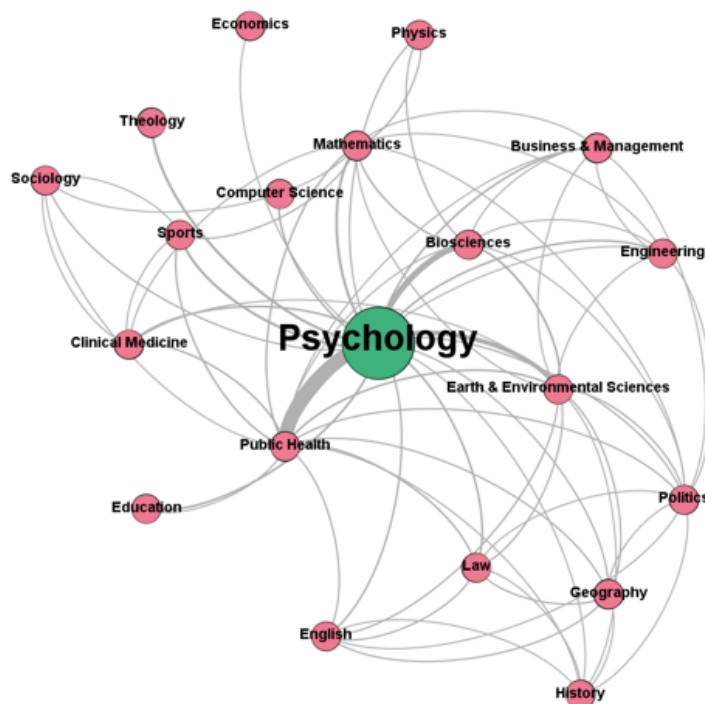 Economics
Physics
Theology
Mathematics
Business & Management
Sociology
Computer Science
Sports
Biosciences
Engineering
Psychology
Clinical Medicine
Earth & Environmental Sciences
Public Health
Politics
Education
Law
Geography
English
History